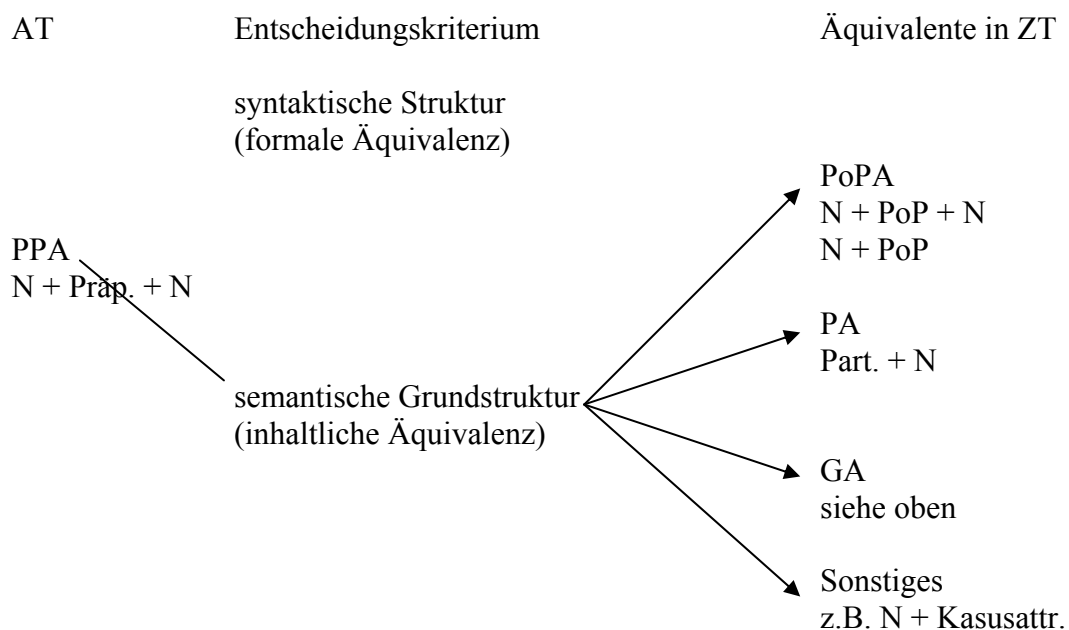 AT Entscheidungskriterium Äquivalente in ZT
syntaktische Struktur
(formale Äquivalenz)
PoPA
N + PoP + N
N + PoP
PPA
N + Präp. + N
PA
Part. + N
semantische Grundstruktur
(inhaltliche Äquivalenz)
GA
siehe oben
Sonstiges
z.B. N + Kasusattr.